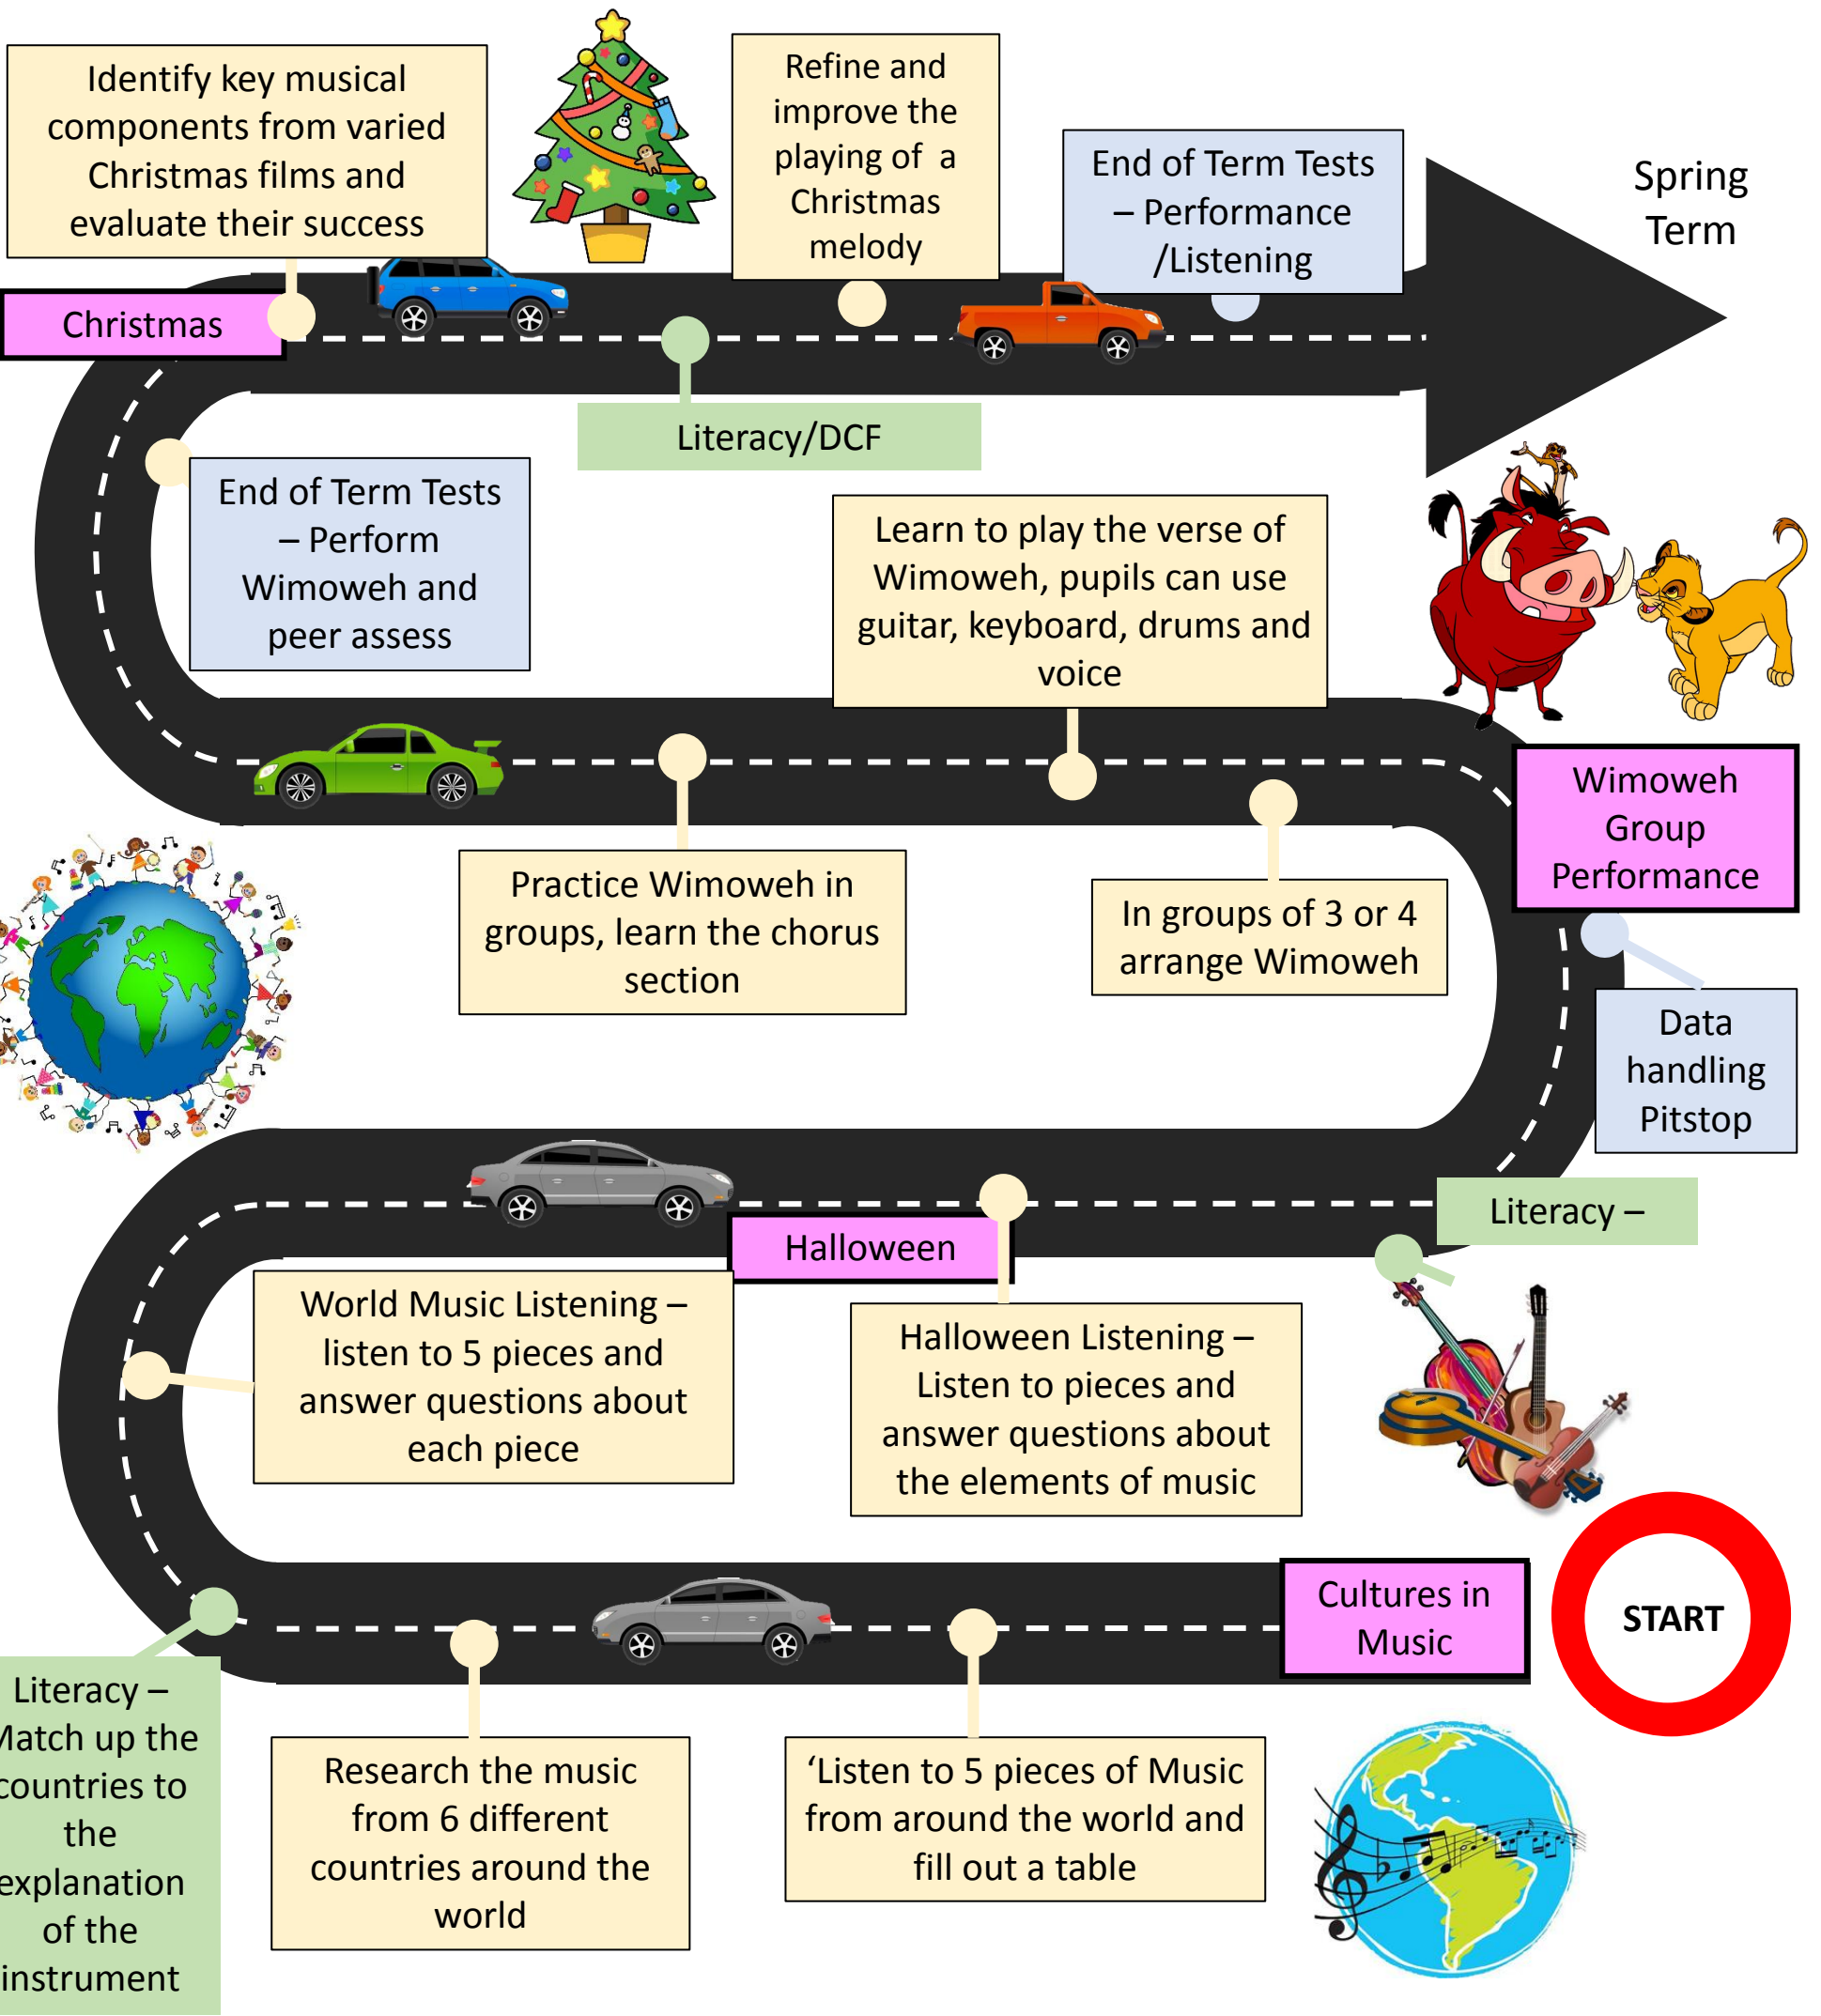 Identify key musical
components from varied
Christmas films and
evaluate their success
Refine and
improve the
playing of a
Christmas
melody
End of Term Tests
– Performance
/Listening
Spring
Term
Christmas
Literacy/DCF
End of Term Tests
– Perform
Wimoweh and
peer assess
Learn to play the verse of
Wimoweh, pupils can use
guitar, keyboard, drums and
voice
Wimoweh
Group
Performance
Practice Wimoweh in
groups, learn the chorus
section
In groups of 3 or 4
arrange Wimoweh
Data
handling
Pitstop
Literacy –
Halloween
World Music Listening –
listen to 5 pieces and
answer questions about
each piece
Halloween Listening –
Listen to pieces and
answer questions about
the elements of music
Cultures in
Music
START
Literacy –
Match up the
countries to
the
explanation
of the
instrument
Research the music
from 6 different
countries around the
world
‘Listen to 5 pieces of Music
from around the world and
fill out a table